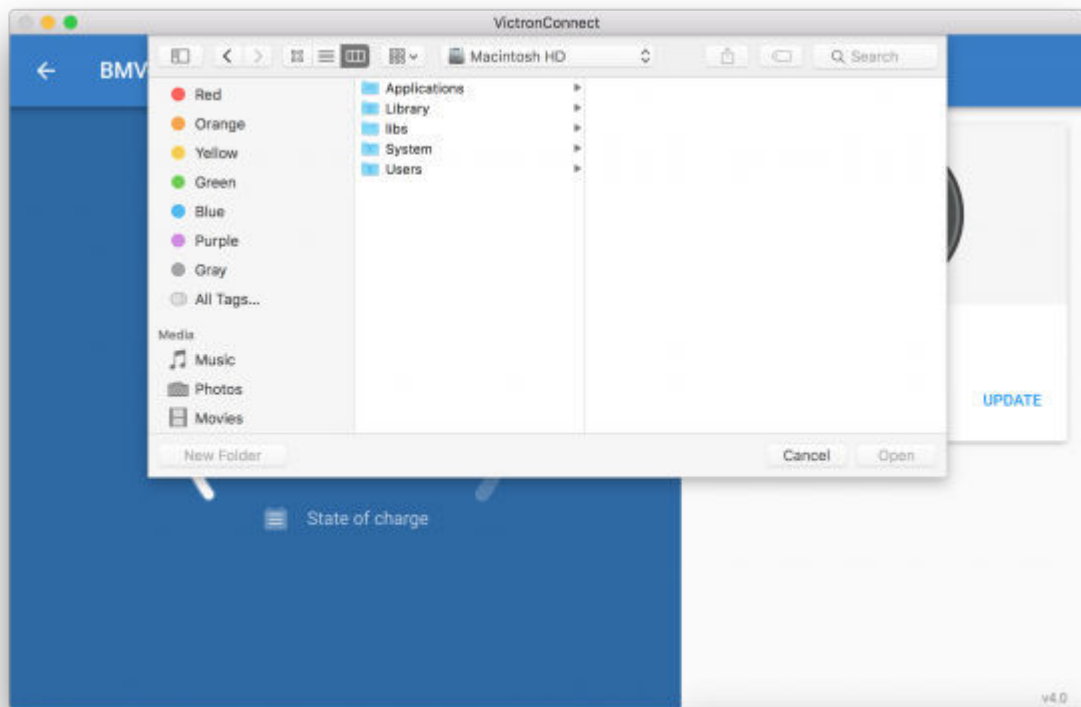 VictronConnect
BMV
Macintosh HD
Search
Red
Orange
Yellow
Green
Blue
Purple
Gray
All Tags...
Media
Music
Photos
Movies
Applications
Library
libs
System
Users
New Folder
Cancel
Open
UPDATE
State of charge
v4.0